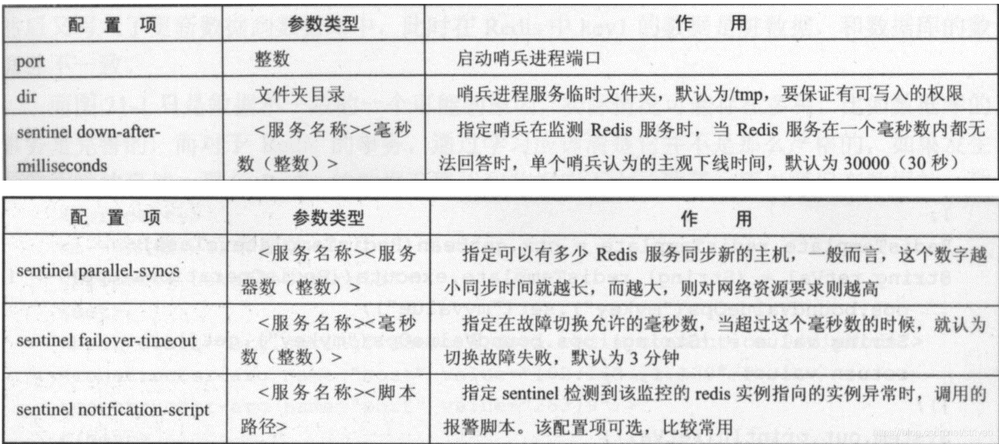 配 置 项 参数类型 作 用
port 整数 启动哨兵进程端口
dir 文件夹目录 哨兵进程服务临时文件夹，默认为/tmp，要保证有可写入的权限
sentinel down-after-
milliseconds
<服务名称><毫秒
数（整数）>
指定哨兵在监测 Redis 服务时，当 Redis 服务在一个毫秒数内都无
法回答时，单个哨兵认为的主观下线时间，默认为 30000（30 秒）
配 置 项 参数类型 作 用
sentinel parallel-syncs
<服务名称><服务
器数（整数）>
指定可以有多少 Redis 服务同步新的主机，一般而言，这个数字越
小同步时间就越长，而越大，则对网络资源要求则越高
sentinel failover-timeout
<服务名称><毫秒
数（整数）>
指定在故障切换允许的毫秒数，当超过这个毫秒数的时候，就认为
切换故障失败，默认为 3 分钟
sentinel notification-script
<服务名称><脚本
路径>
指定 sentinel 检测到该监控的 redis 实例指向的实例异常时，调用的
报警脚本。该配置项可选，比较常用